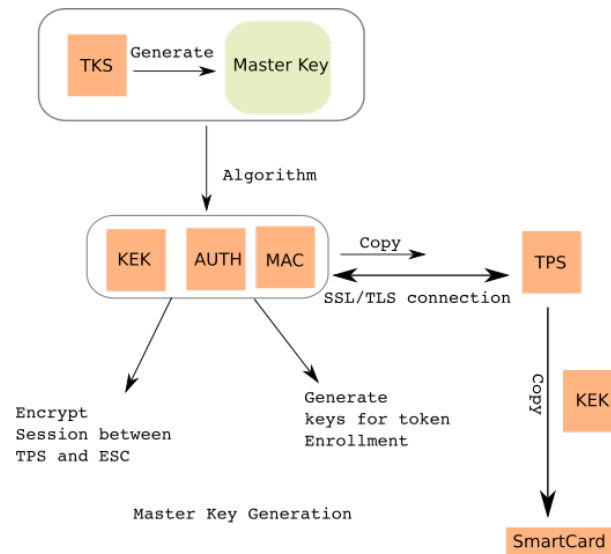 Generate
TKS
Master Key
Algorithm
KEK
AUTH
MAC
Copy
SSL/TLS connection
TPS
Copy
KEK
Encrypt
Session between
TPS and ESC
Generate
keys for token
Enrollment
Master Key Generation
SmartCard